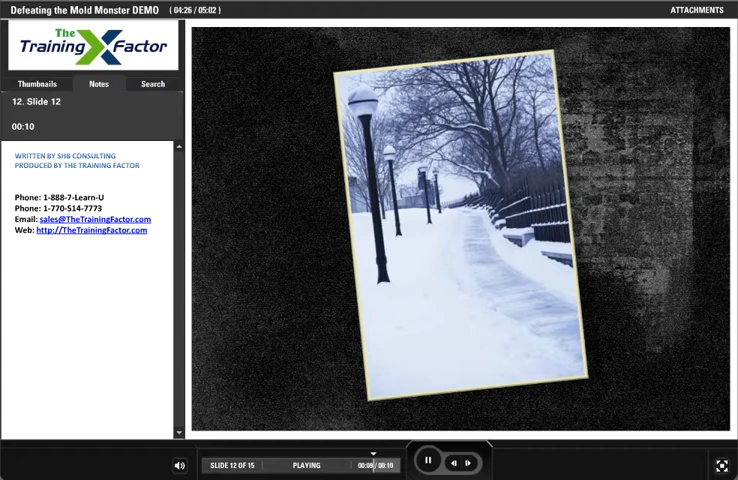 Defeating the Mold Monster DEMO ( 04:26 / 05:02 )
ATTACHMENTS
The
Training Factor
Thumbnails Notes Search
12. Slide 12
00:10
WRITTEN BY SHB CONSULTING
PRODUCED BY THE TRAINING FACTOR
Phone: 1-888-7-Learn-U
Phone: 1-770-514-7773
Email: sales@TheTrainingFactor.com
Web: http://TheTrainingFactor.com
SLIDE 12 OF 15 PLAYING 00:09 / 00:10